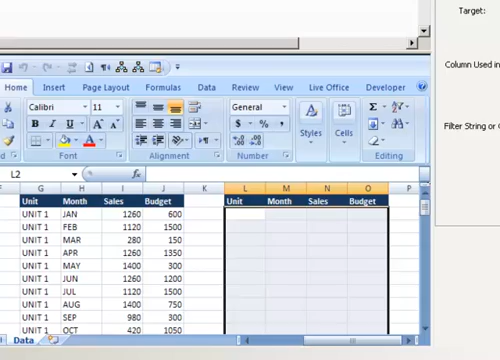 Target:
Column Used in
Filter String or C
Home Insert Page Layout Formulas Data Review View Live Office Developer
Calibri 11 General
Styles Cells Editing
Font Alignment Number
L2 fx
G H I J K L M N O P
Unit Month Sales Budget Unit Month Sales Budget
UNIT 1 JAN 1260 600
UNIT 1 FEB 1120 1500
UNIT 1 MAR 280 150
UNIT 1 APR 1260 1350
UNIT 1 MAY 1400 300
UNIT 1 JUN 1260 1200
UNIT 1 JUL 1120 1500
UNIT 1 AUG 1400 750
UNIT 1 SEP 980 300
UNIT 1 OCT 420 1050
Data